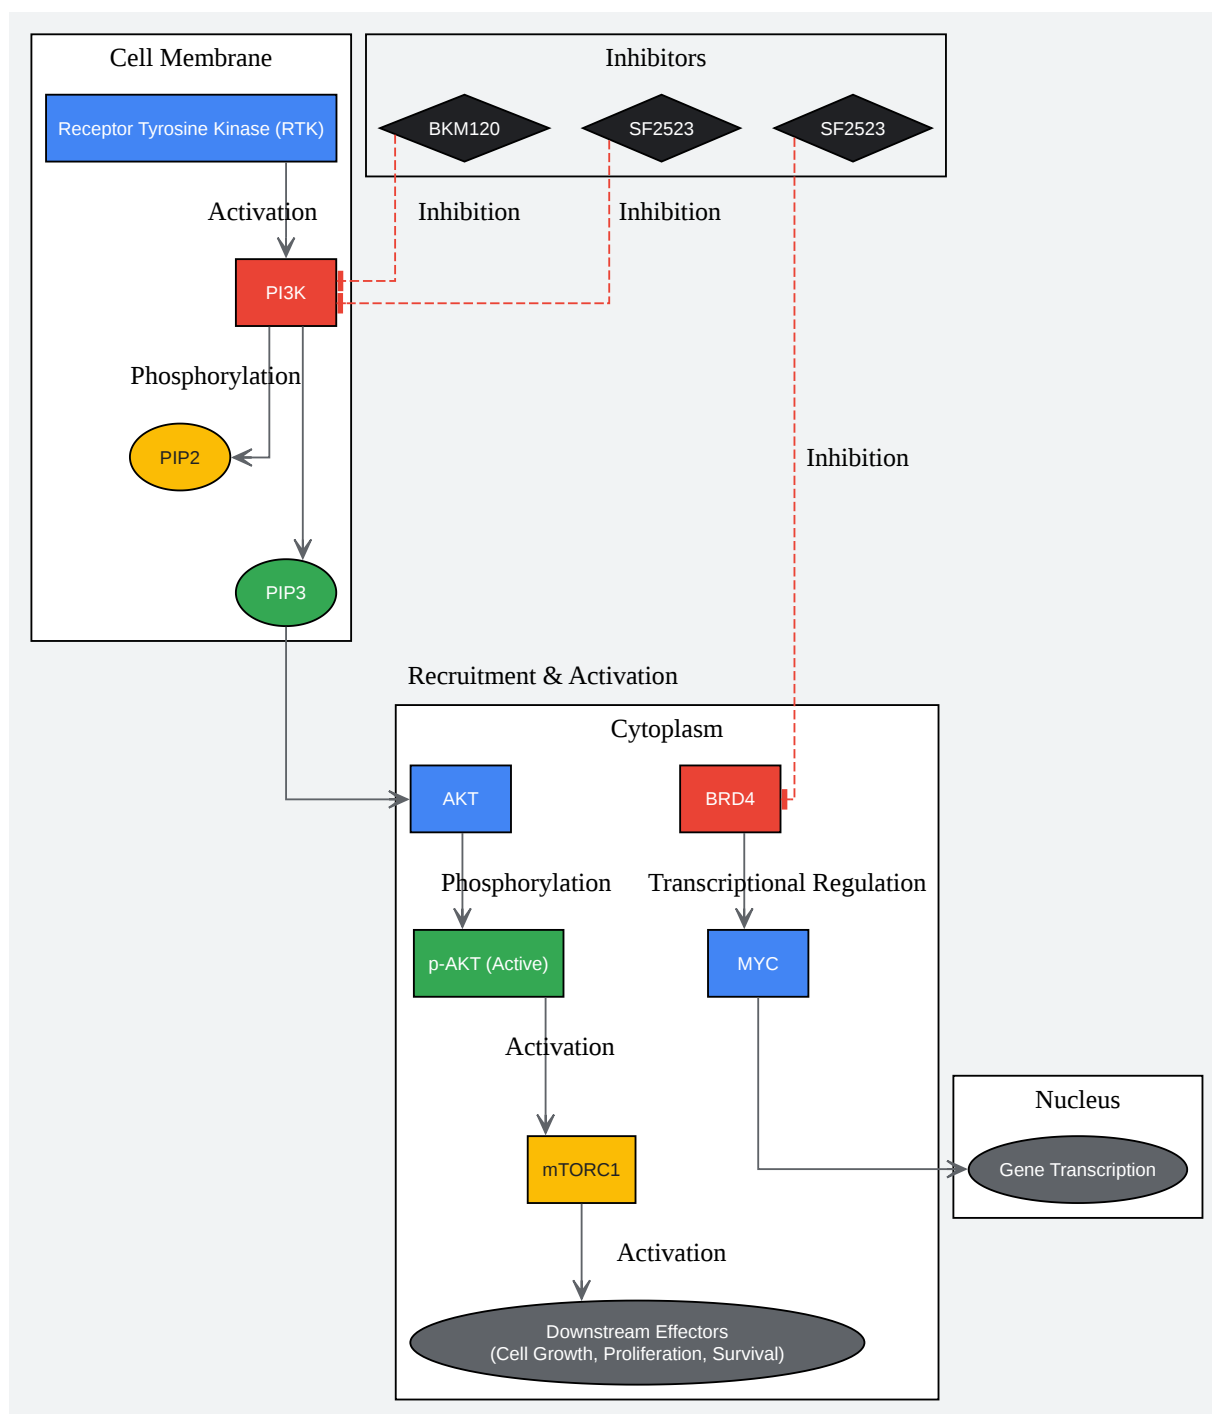 Cell Membrane
Inhibitors
Receptor Tyrosine Kinase (RTK)
BKM120
SF2523
SF2523
Activation
Inhibition
Inhibition
PI3K
Phosphorylation
PIP2
Inhibition
PIP3
Recruitment & Activation
Cytoplasm
AKT
BRD4
Phosphorylation
Transcriptional Regulation
p-AKT (Active)
MYC
Activation
Nucleus
mTORC1
Gene Transcription
Activation
Downstream Effectors
(Cell Growth, Proliferation, Survival)